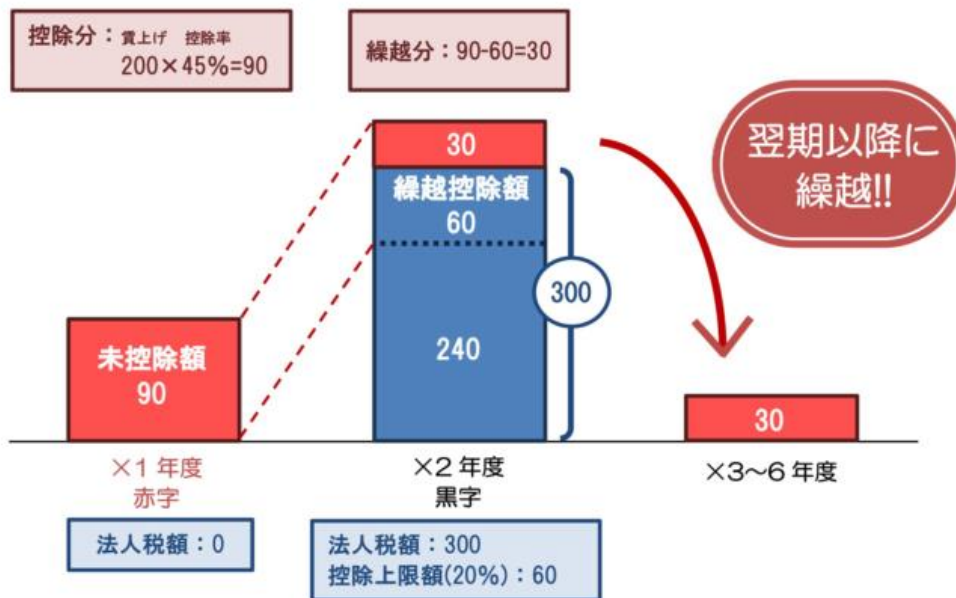 控除分：賃上げ 控除率
200×45%=90
繰越分：90-60=30
翌期以降に
繰越!!
30
繰越控除額
60
300
240
未控除額
90
30
×1年度
赤字
×2年度
黒字
×3～6年度
法人税額：0
法人税額：300
控除上限額(20%)：60